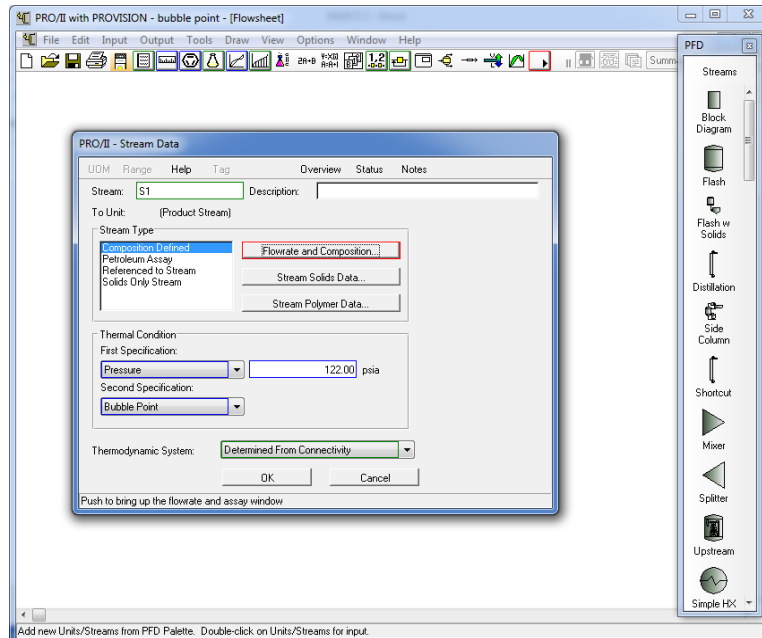 PRO/II with PROVISION - bubble point - [Flowsheet]
File Edit Input Output Tools Draw View Options Window Help
Summ
PFD
Streams
Block
Diagram
Flash
Flash w
Solids
Distillation
Side
Column
Shortcut
Mixer
Splitter
Upstream
Simple HX
PRO/II - Stream Data
UOM Range Help Tag Overview Status Notes
Stream: S1 Description:
To Unit: (Product Stream)
Stream Type
Composition Defined
Petroleum Assay
Referenced to Stream
Solids Only Stream
Flowrate and Composition...
Stream Solids Data...
Stream Polymer Data...
Thermal Condition
First Specification:
Pressure 122.00 psia
Second Specification:
Bubble Point
Thermodynamic System: Determined From Connectivity
OK Cancel
Push to bring up the flowrate and assay window
Add new Units/Streams from PFD Palette. Double-click on Units/Streams for input.